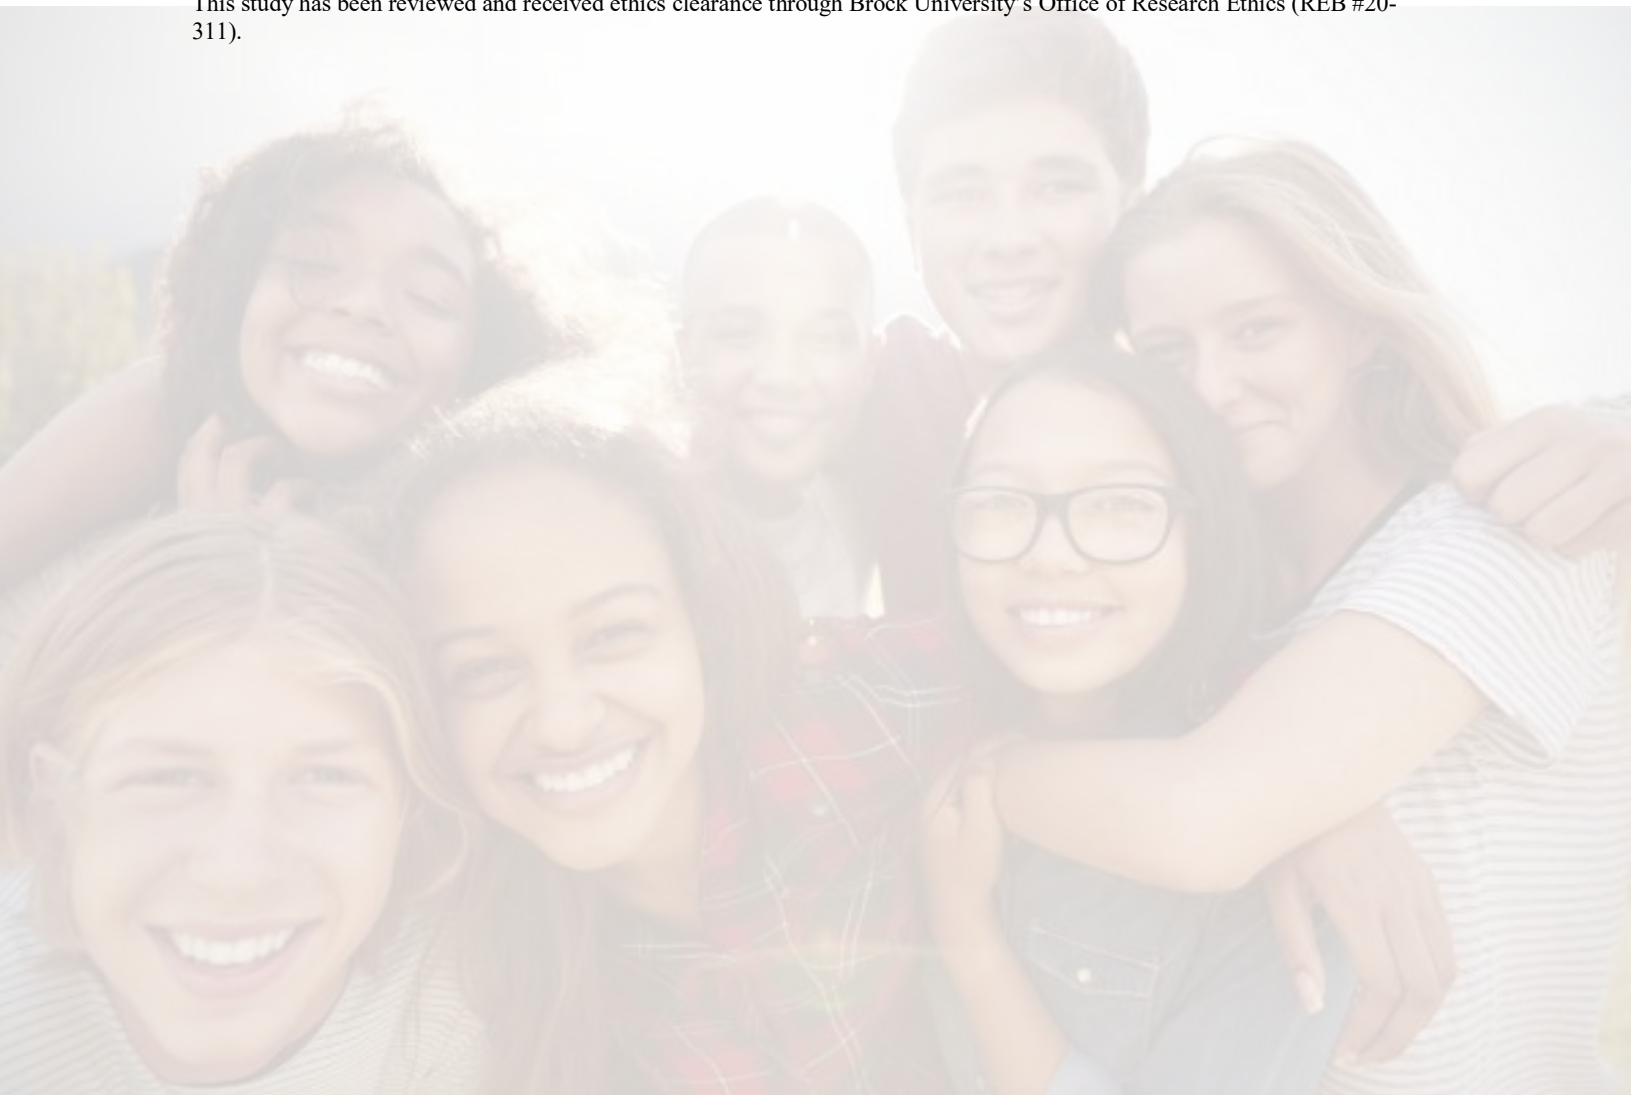 This study has been reviewed and received ethics clearance through Brock University’s Office of Research Ethics (REB #20-
311).